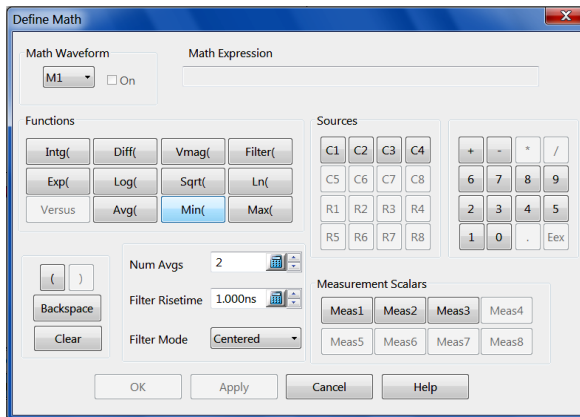 Define Math
X
Math Waveform
M1
On
Math Expression
Functions
Intg( Diff( Vmag( Filter(
Exp( Log( Sqrt( Ln(
Versus Avg( Min( Max(
Sources
C1 C2 C3 C4
C5 C6 C7 C8
R1 R2 R3 R4
R5 R6 R7 R8
+ - * /
6 7 8 9
2 3 4 5
1 0 . Eex
( )
Backspace
Clear
Num Avgs 2
Filter Risetime 1.000ns
Filter Mode Centered
Measurement Scalars
Meas1 Meas2 Meas3 Meas4
Meas5 Meas6 Meas7 Meas8
OK Apply Cancel Help